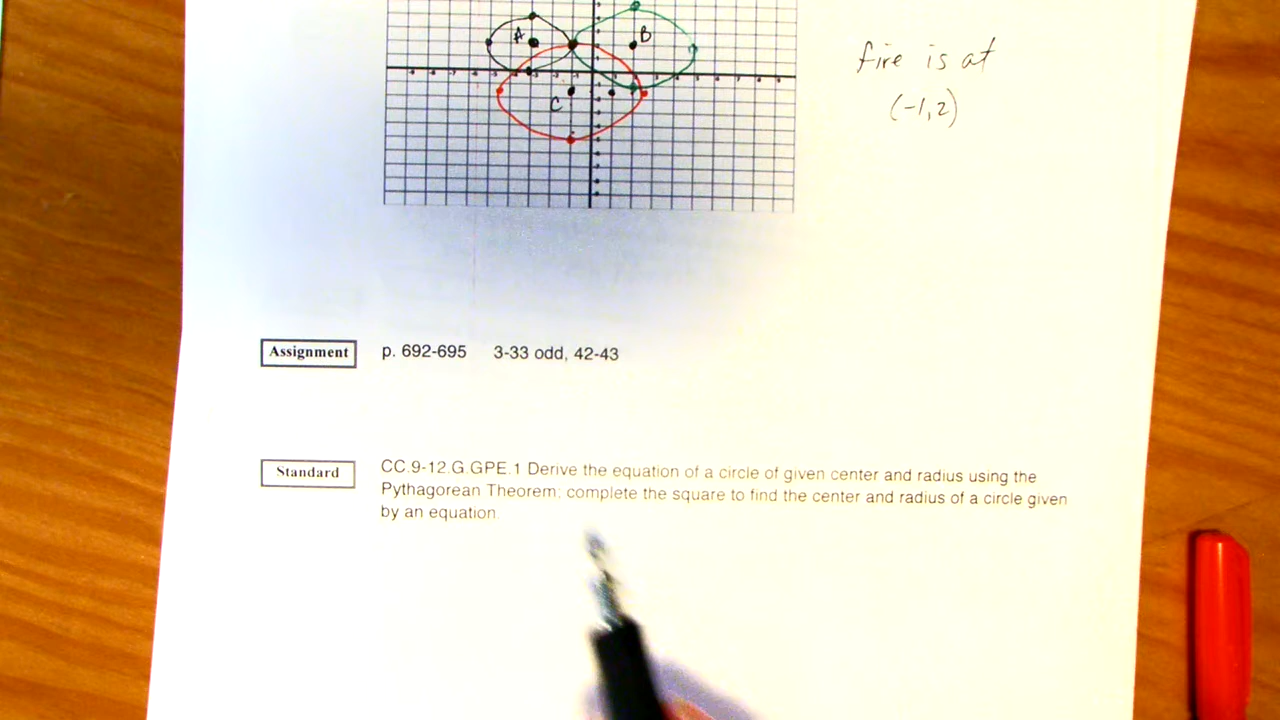 A
B
C
fire is at
(-1,2)
Assignment p. 692-695 3-33 odd, 42-43
Standard CC.9-12.G.GPE.1 Derive the equation of a circle of given center and radius using the
Pythagorean Theorem; complete the square to find the center and radius of a circle given
by an equation.